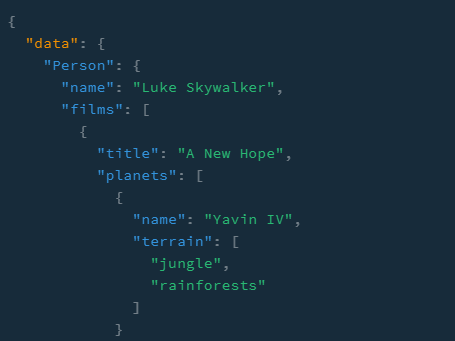 {
  "data": {
    "Person": {
      "name": "Luke Skywalker",
      "films": [
        {
          "title": "A New Hope",
          "planets": [
            {
              "name": "Yavin IV",
              "terrain": [
                "jungle",
                "rainforests"
              ]
            }